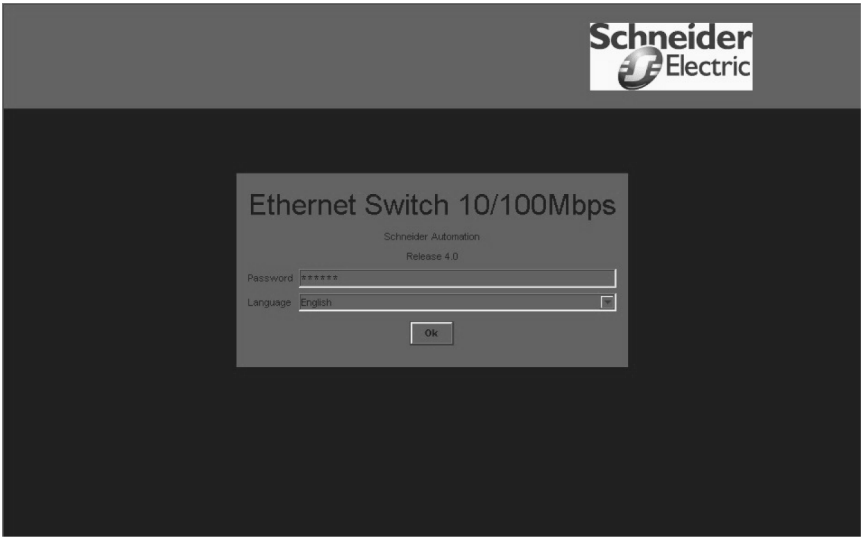 Schneider
Electric
Ethernet Switch 10/100Mbps
Schneider Automation
Release 4.0
Password ******
Language English
Ok